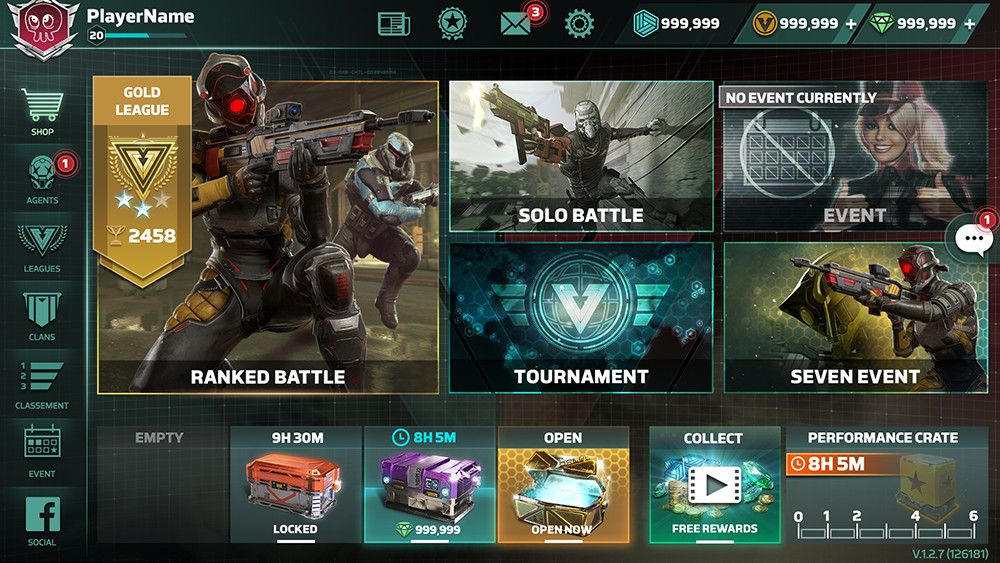 PlayerName
20
3
999,999
999,999 +
999,999 +
SHOP
1
AGENTS
LEAGUES
CLANS
1
2
3
CLASSEMENT
EVENT
SOCIAL
GOLD
LEAGUE
2458
RANKED BATTLE
SOLO BATTLE
NO EVENT CURRENTLY
EVENT
1
TOURNAMENT
SEVEN EVENT
EMPTY
9H 30M
LOCKED
8H 5M
999,999
OPEN
OPEN NOW
COLLECT
FREE REWARDS
PERFORMANCE CRATE
8H 5M
0 1 2 4 6
V.1.2.7 (126181)